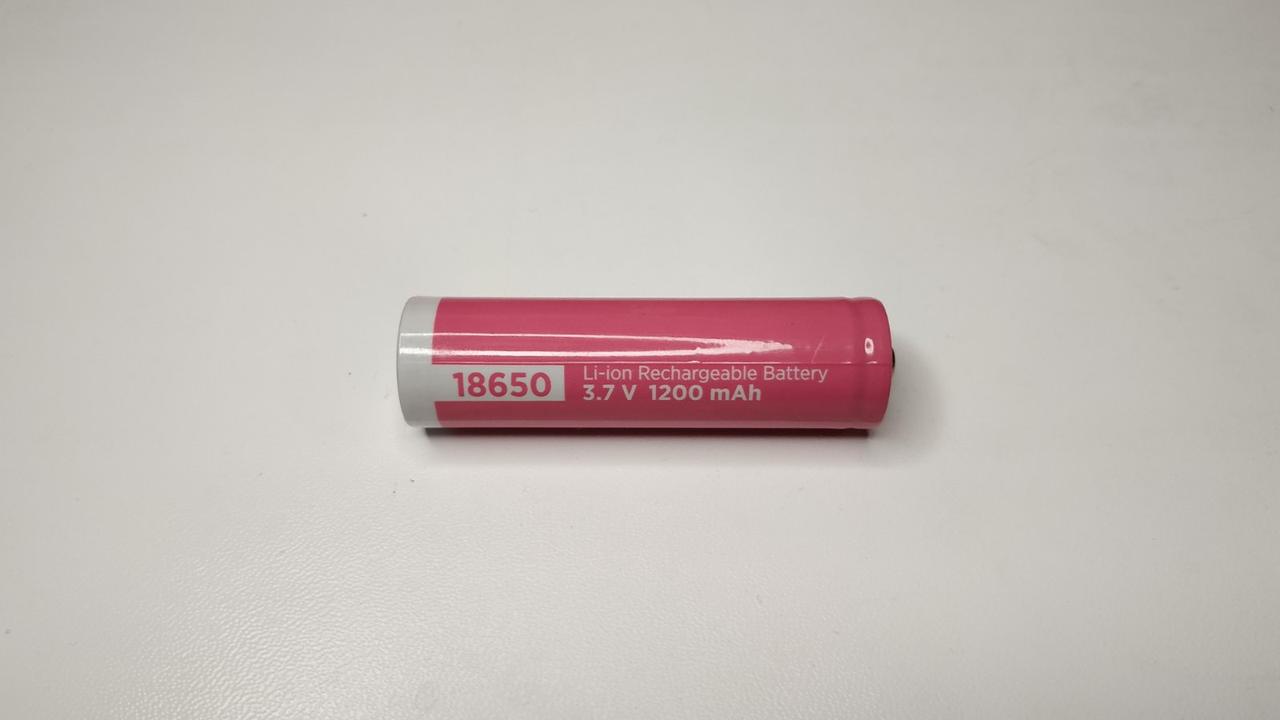 18650
Li-ion Rechargeable Battery
3.7 V 1200 mAh